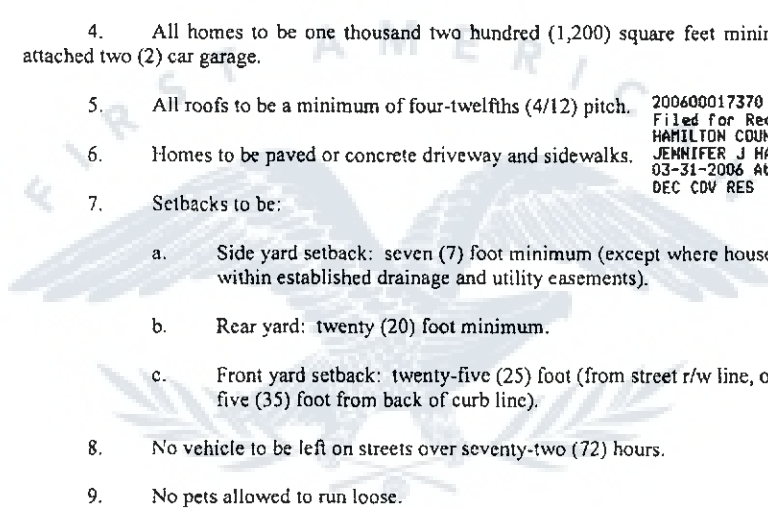 4. All homes to be one thousand two hundred (1,200) square feet
attached two (2) car garage.
FIRST AMERIC
5. All roofs to be a minimum of four-twelfths (4/12) pitch.
200600017370
Filed for
HAMILTON
JENNIFER J
03-31-2006
DEC COV RES
6. Homes to be paved or concrete driveway and sidewalks.
7. Setbacks to be:
a. Side yard setback: seven (7) foot minimum (except where house
within established drainage and utility easements).
b. Rear yard: twenty (20) foot minimum.
c. Front yard setback: twenty-five (25) foot (from street r/w line,
five (35) foot from back of curb line).
8. No vehicle to be left on streets over seventy-two (72) hours.
9. No pets allowed to run loose.